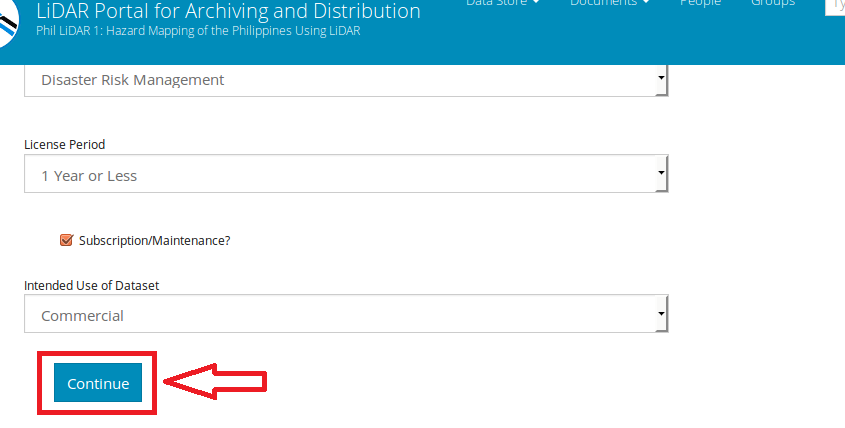 LiDAR Portal for Archiving and Distribution
Data Store Documents People Groups Ty
Phil LiDAR 1: Hazard Mapping of the Philippines Using LiDAR
Disaster Risk Management
License Period
1 Year or Less
Subscription/Maintenance?
Intended Use of Dataset
Commercial
Continue